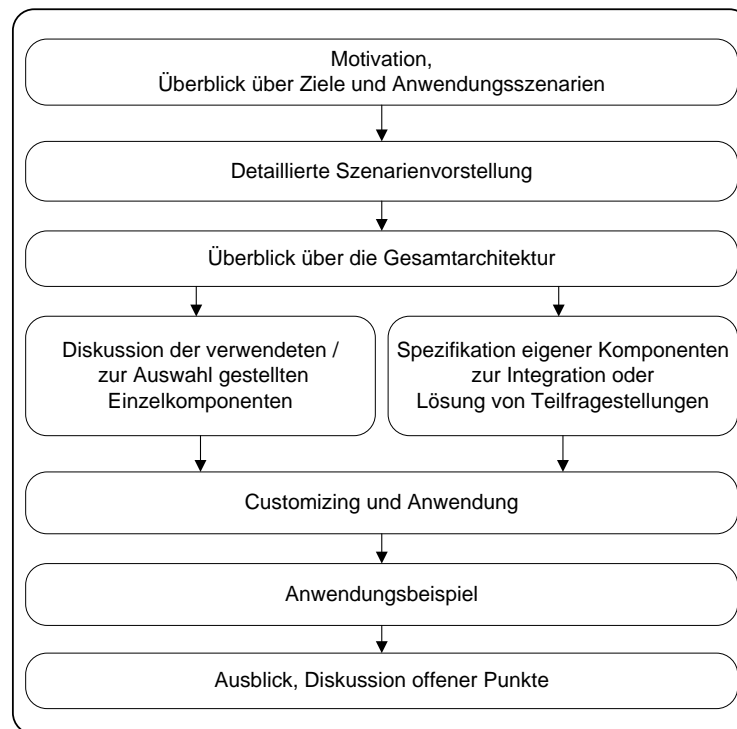 Motivation,
Überblick über Ziele und Anwendungsszenarien
Detaillierte Szenarienvorstellung
Überblick über die Gesamtarchitektur
Diskussion der verwendeten /
zur Auswahl gestellten
Einzelkomponenten
Spezifikation eigener Komponenten
zur Integration oder
Lösung von Teilfragestellungen
Customizing und Anwendung
Anwendungsbeispiel
Ausblick, Diskussion offener Punkte